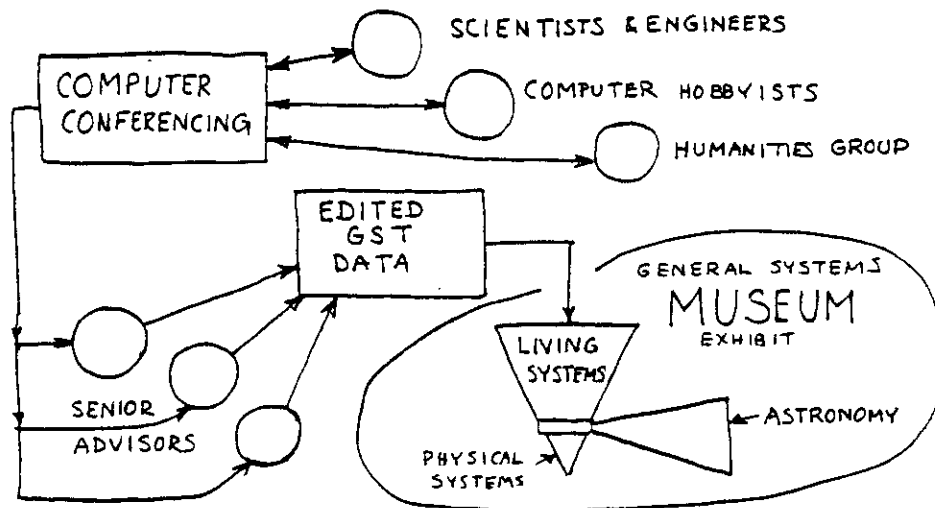 SCIENTISTS & ENGINEERS
COMPUTER
CONFERENCING
COMPUTER HOBBYISTS
HUMANITIES GROUP
EDITED
GST
DATA
GENERAL SYSTEMS
MUSEUM
EXHIBIT
LIVING
SYSTEMS
SENIOR
ADVISORS
ASTRONOMY
PHYSICAL
SYSTEMS